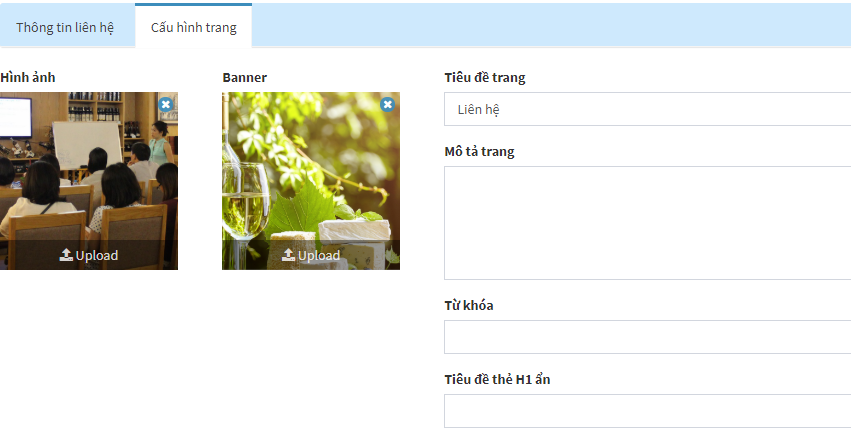 Thông tin liên hệ
Cấu hình trang
Hình ảnh
Banner
Tiêu đề trang
Upload
Upload
Liên hệ
Mô tả trang
Từ khóa
Tiêu đề thẻ H1 ẩn